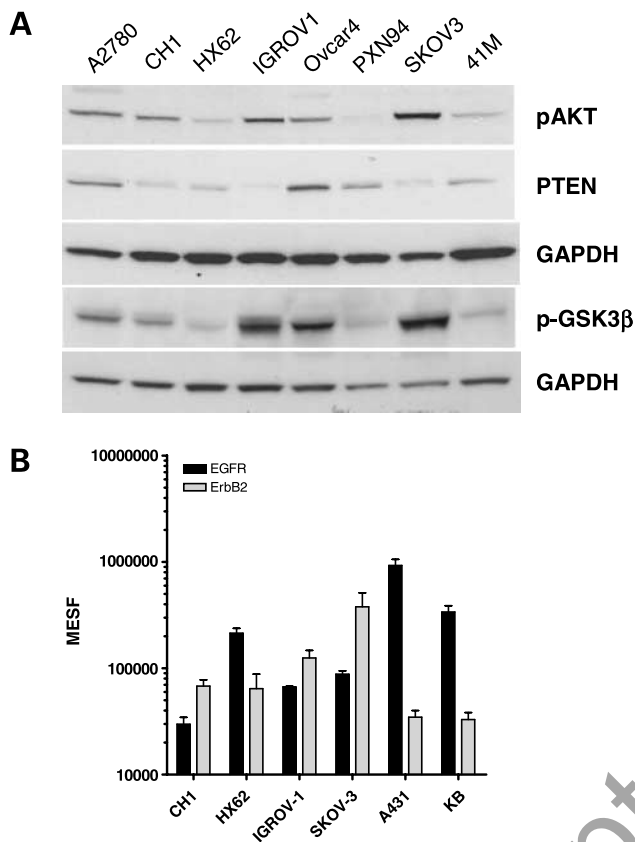 A
A2780 CH1 HX62 IGROV1 Ovcar4 PXN94 SKOV3 41M
pAKT
PTEN
GAPDH
p-GSK3β
GAPDH
B
10000000
1000000
100000
10000
MESF
EGFR
ErbB2
CH1 HX62 IGROV-1 SKOV-3 A431 KB